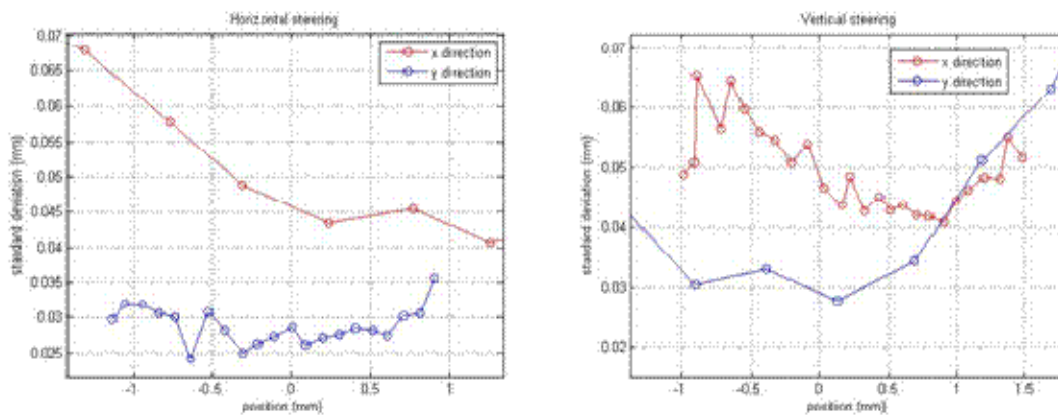 Horizontal steering
0.07
0.065
0.06
0.055
0.05
0.045
0.04
0.035
0.03
0.025
standard deviation (mm)
x direction
y direction
-1
-0.5
0
0.5
1
position (mm)
Vertical steering
0.07
0.06
0.05
0.04
0.03
0.02
standard deviation (mm)
x direction
y direction
-1
-0.5
0
0.5
1
1.5
position (mm)